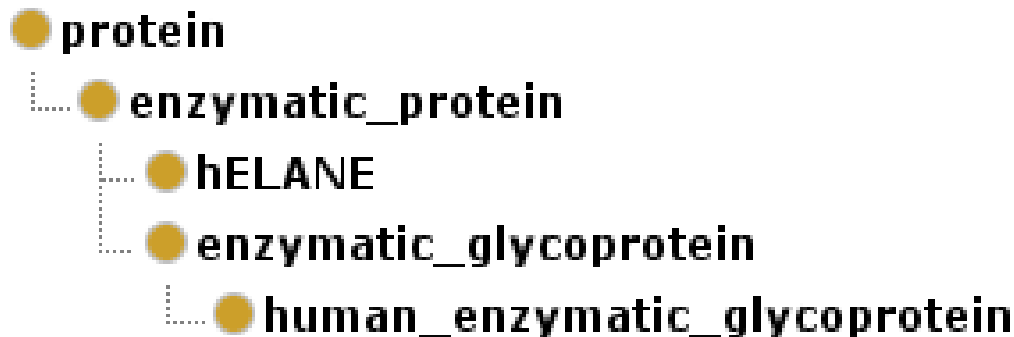 protein
enzymatic_protein
hELANE
enzymatic_glycoprotein
human_enzymatic_glycoprotein